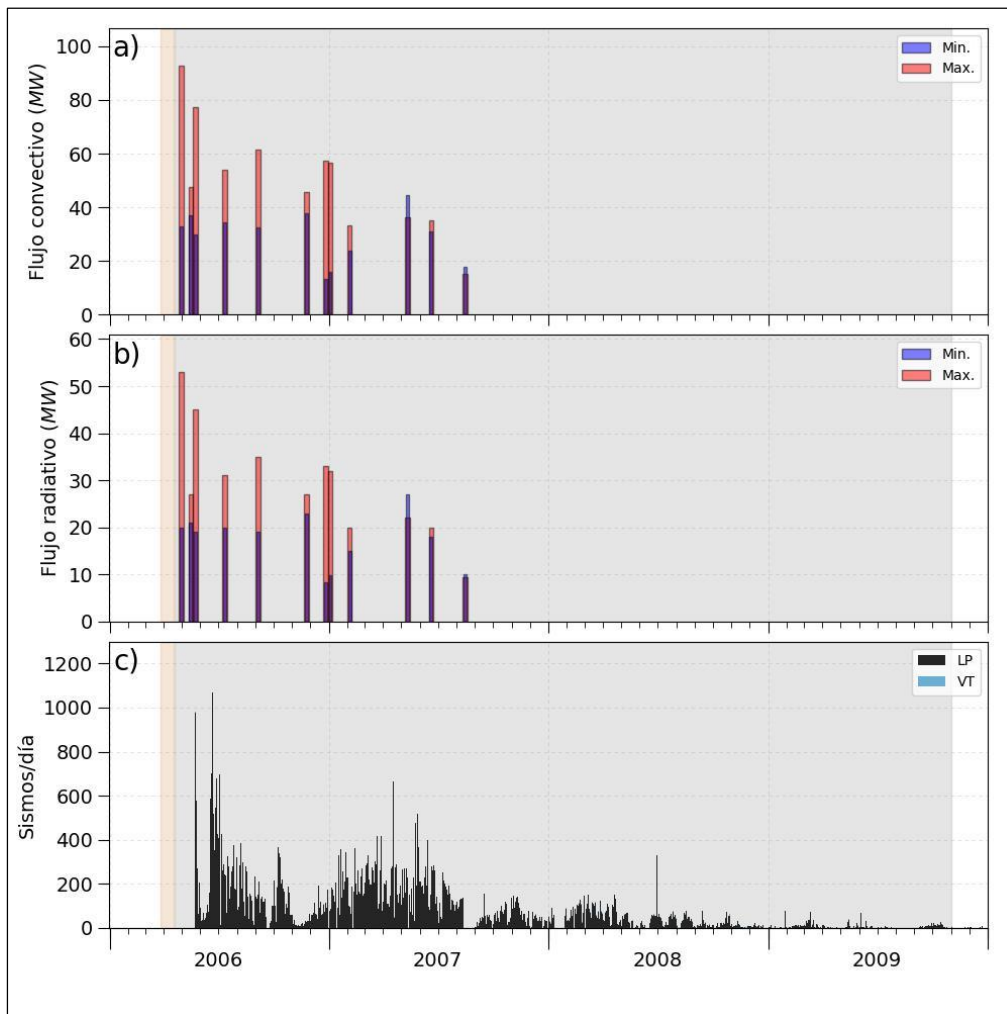 a)
Flujo convectivo (MW)
100
80
60
40
20
0
Min.
Max.
b)
Flujo radiativo (MW)
60
50
40
30
20
10
0
Min.
Max.
c)
Sismos/día
1200
1000
800
600
400
200
0
LP
VT
2006 2007 2008 2009